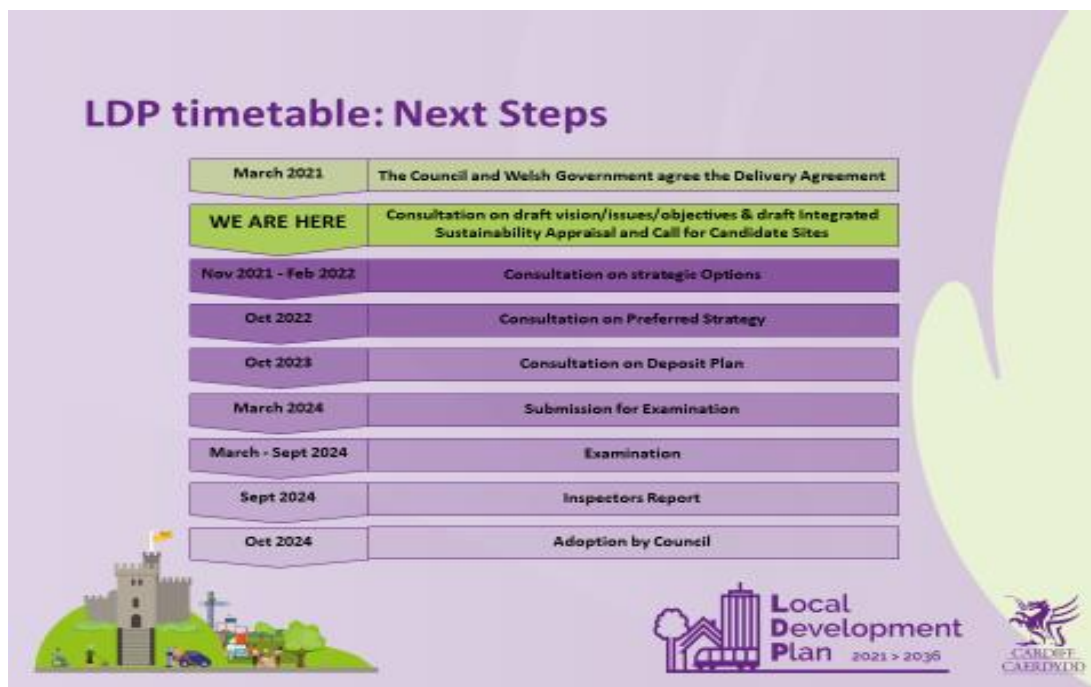 LDP timetable: Next Steps
March 2021
The Council and Welsh Government agree the Delivery Agreement
WE ARE HERE
Consultation on draft vision/issues/objectives & draft Integrated
Sustainability Appraisal and Call for Candidate Sites
Nov 2021 - Feb 2022
Consultation on strategic Options
Oct 2022
Consultation on Preferred Strategy
Oct 2023
Consultation on Deposit Plan
March 2024
Submission for Examination
March - Sept 2024
Examination
Sept 2024
Inspectors Report
Oct 2024
Adoption by Council
Local
Development
Plan 2021 > 2036
CARDIFF
CAERDYDD